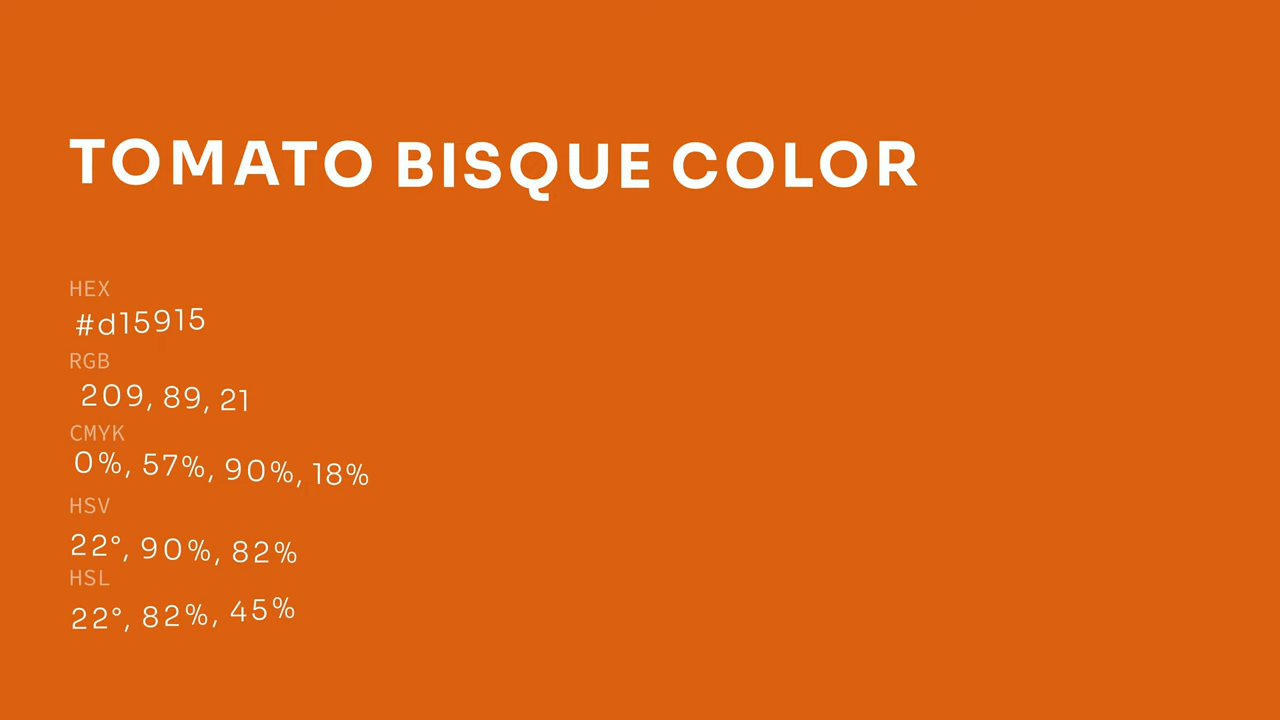 TOMATO BISQUE COLOR
HEX
#d15915
RGB
209, 89, 21
CMYK
0%, 57%, 90%, 18%
HSV
22°, 90%, 82%
HSL
22°, 82%, 45%